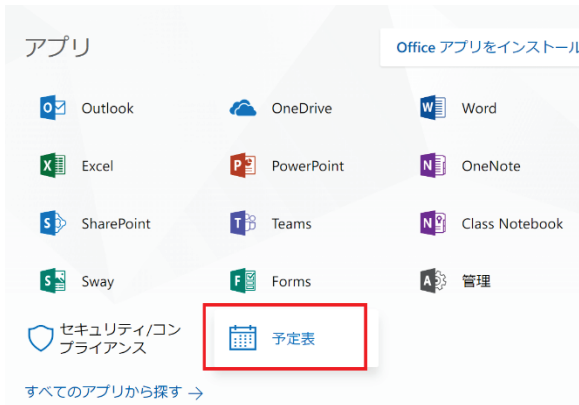 アプリ
Office アプリをインストール
Outlook
OneDrive
Word
Excel
PowerPoint
OneNote
SharePoint
Teams
Class Notebook
Sway
Forms
管理
セキュリティ/コン
プライアンス
予定表
すべてのアプリから探す →